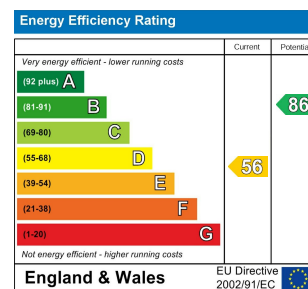 Energy Efficiency Rating
Current Potentia
Very energy efficient - lower running costs
(92 plus) A
(81-91) B
(69-80) C
(55-68) D
(39-54) E
(21-38) F
(1-20) G
56
86
Not energy efficient - higher running costs
England & Wales
EU Directive
2002/91/EC